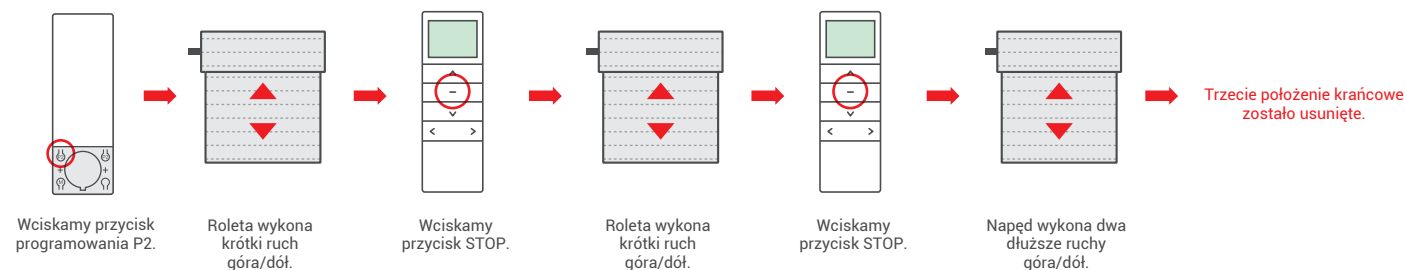 Trzecie położenie krańcowe
zostało usunięte.
Wciskamy przycisk
programowania P2.
Roleta wykona
krótki ruch
góra/dół.
Wciskamy
przycisk STOP.
Roleta wykona
krótki ruch
góra/dół.
Wciskamy
przycisk STOP.
Napęd wykona dwa
dłuższe ruchy
góra/dół.